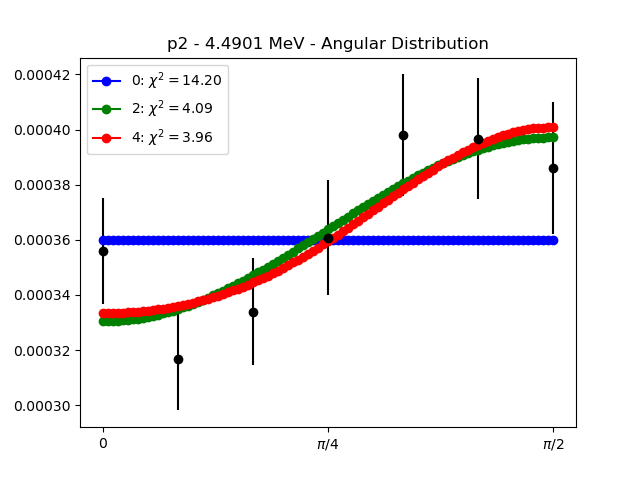 p2 - 4.4901 MeV - Angular Distribution
0: χ² = 14.20
2: χ² = 4.09
4: χ² = 3.96
0.00042
0.00040
0.00038
0.00036
0.00034
0.00032
0.00030
0
π/4
π/2